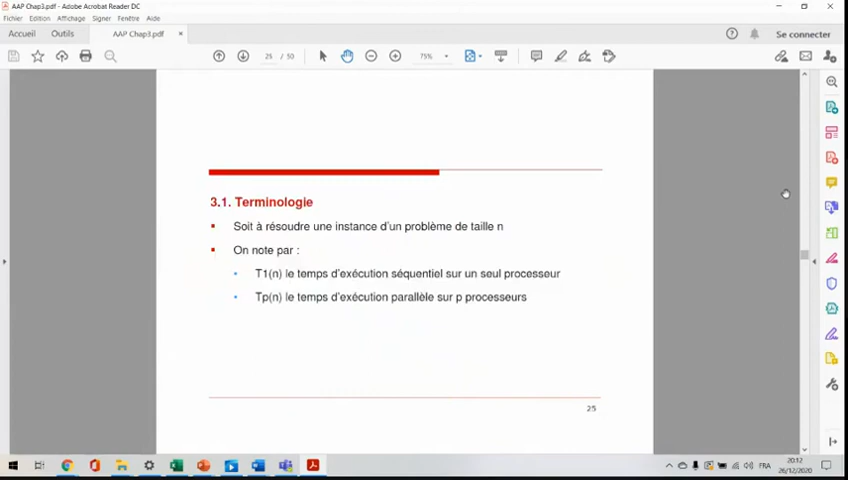 AAP Chap3.pdf - Adobe Acrobat Reader DC
Fichier Edition Affichage Signer Fenêtre Aide
Accueil Outils AAP Chap3.pdf × Se connecter
25 / 50 75%
3.1. Terminologie
▪ Soit à résoudre une instance d'un problème de taille n
▪ On note par :
• T1(n) le temps d'exécution séquentiel sur un seul processeur
• Tp(n) le temps d'exécution parallèle sur p processeurs
25
FRA 20:12
26/12/2020